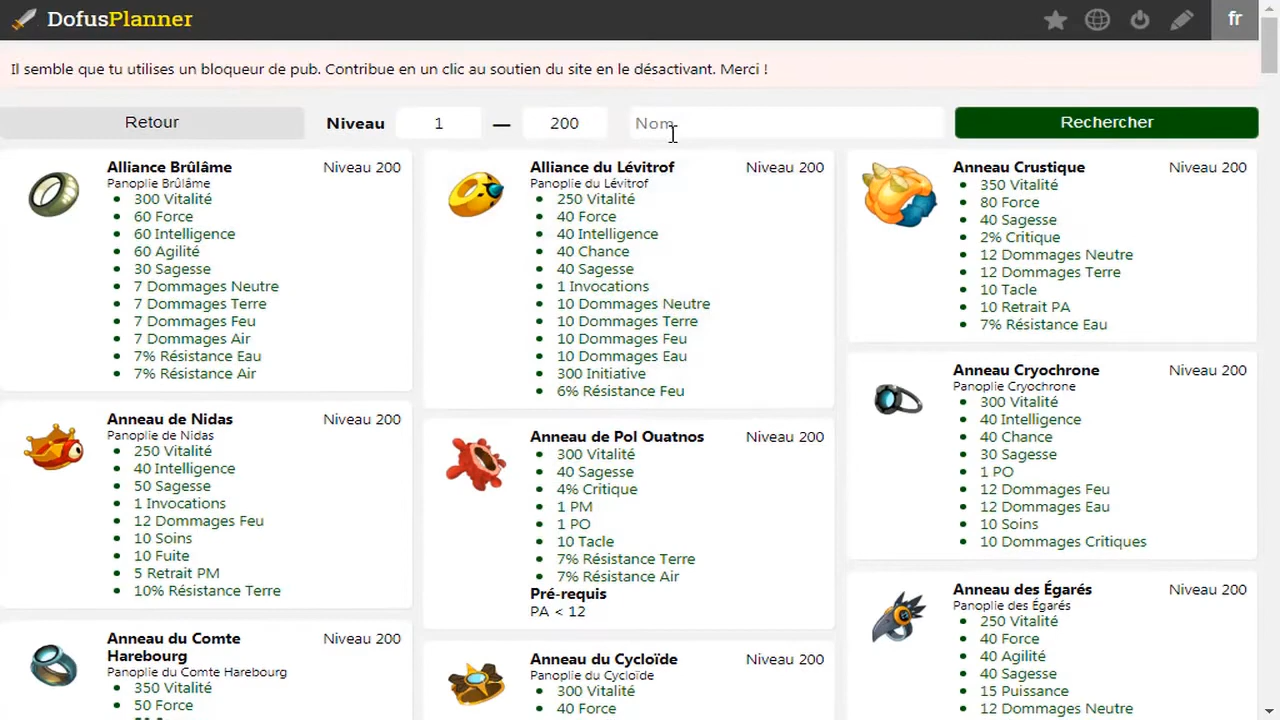 DofusPlanner
fr
Il semble que tu utilises un bloqueur de pub. Contribue en un clic au soutien du site en le désactivant. Merci !
Retour
Niveau 1 — 200
Nom
Rechercher
Alliance Brûlâme
Niveau 200
Panoplie Brûlâme
300 Vitalité
60 Force
60 Intelligence
60 Agilité
30 Sagesse
7 Dommages Neutre
7 Dommages Terre
7 Dommages Feu
7 Dommages Air
7% Résistance Eau
7% Résistance Air
Anneau de Nidas
Niveau 200
Panoplie de Nidas
250 Vitalité
40 Intelligence
50 Sagesse
1 Invocations
12 Dommages Feu
10 Soins
10 Fuite
5 Retrait PM
10% Résistance Terre
Anneau du Comte
Harebourg
Niveau 200
Panoplie du Comte Harebourg
350 Vitalité
50 Force
Alliance du Lévitrof
Niveau 200
Panoplie du Lévitrof
250 Vitalité
40 Force
40 Intelligence
40 Chance
40 Sagesse
1 Invocations
10 Dommages Neutre
10 Dommages Terre
10 Dommages Feu
10 Dommages Eau
300 Initiative
6% Résistance Feu
Anneau de Pol Ouatnos
Niveau 200
300 Vitalité
40 Sagesse
4% Critique
1 PM
1 PO
10 Tacle
7% Résistance Terre
7% Résistance Air
Pré-requis
PA < 12
Anneau du Cycloïde
Niveau 200
Panoplie du Cycloïde
300 Vitalité
40 Force
Anneau Crustique
Niveau 200
350 Vitalité
80 Force
40 Sagesse
2% Critique
12 Dommages Neutre
12 Dommages Terre
10 Tacle
10 Retrait PA
7% Résistance Eau
Anneau Cryochrone
Niveau 200
Panoplie Cryochrone
300 Vitalité
40 Intelligence
40 Chance
30 Sagesse
1 PO
12 Dommages Feu
12 Dommages Eau
10 Soins
10 Dommages Critiques
Anneau des Égarés
Niveau 200
Panoplie des Égarés
250 Vitalité
40 Force
40 Agilité
40 Sagesse
15 Puissance
12 Dommages Neutre